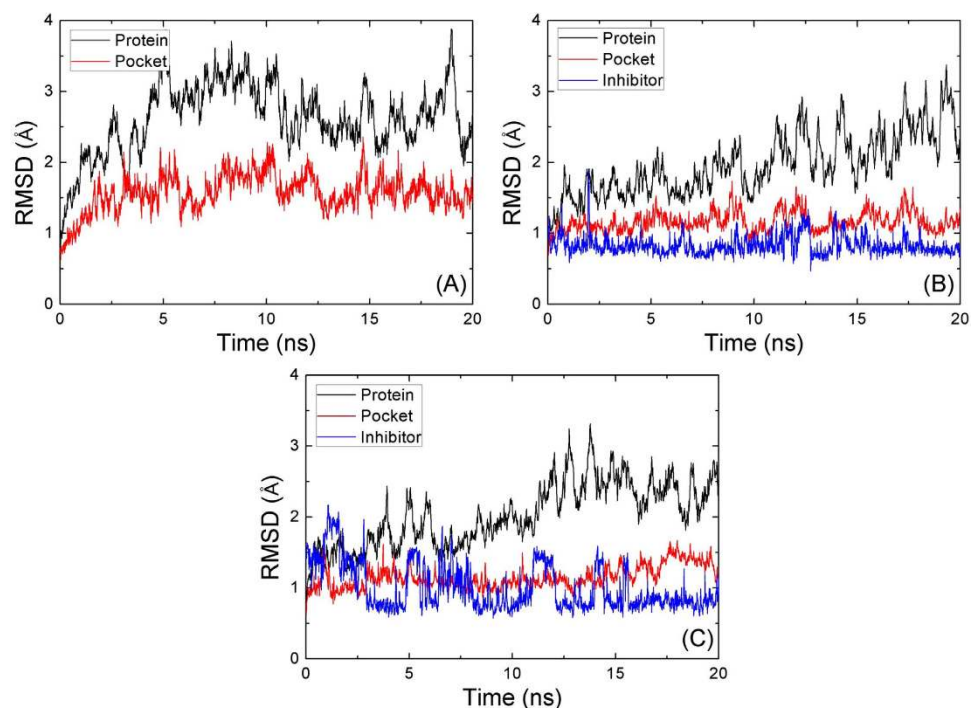 4
3
2
1
0
RMSD (Å)
Protein
Pocket
(A)
0 5 10 15 20
Time (ns)
4
3
2
1
0
RMSD (Å)
Protein
Pocket
Inhibitor
(B)
0 5 10 15 20
Time (ns)
4
3
2
1
0
RMSD (Å)
Protein
Pocket
Inhibitor
(C)
0 5 10 15 20
Time (ns)